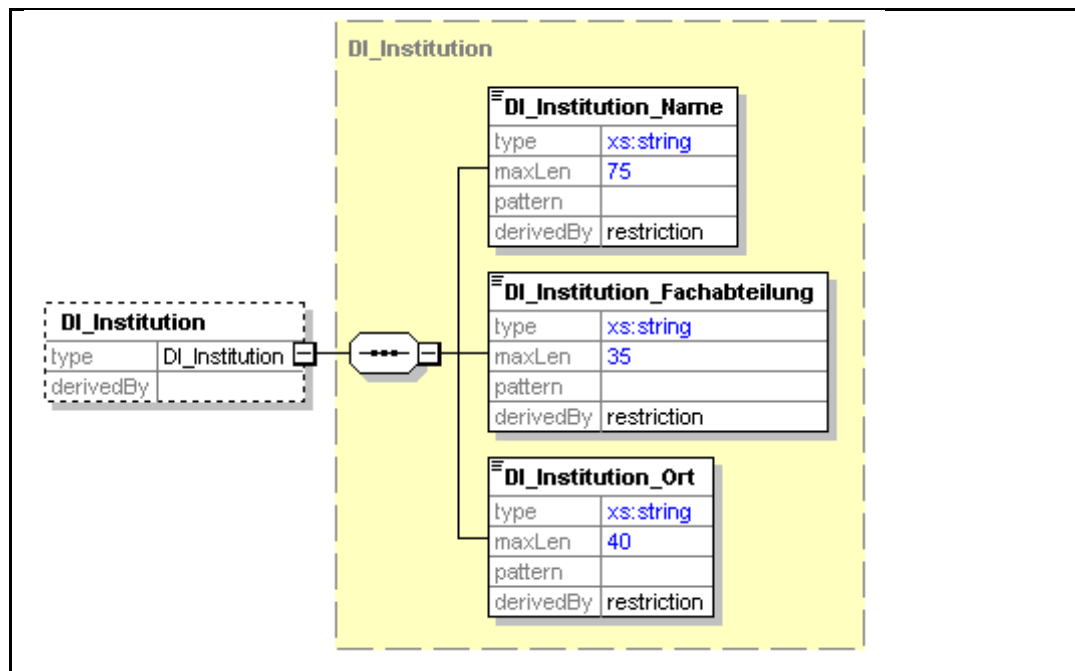 DI_Institution
DI_Institution_Name
type xs:string
maxLen 75
pattern
derivedBy restriction
DI_Institution_Fachabteilung
type xs:string
maxLen 35
pattern
derivedBy restriction
DI_Institution
type DI_Institution
derivedBy
DI_Institution_Ort
type xs:string
maxLen 40
pattern
derivedBy restriction